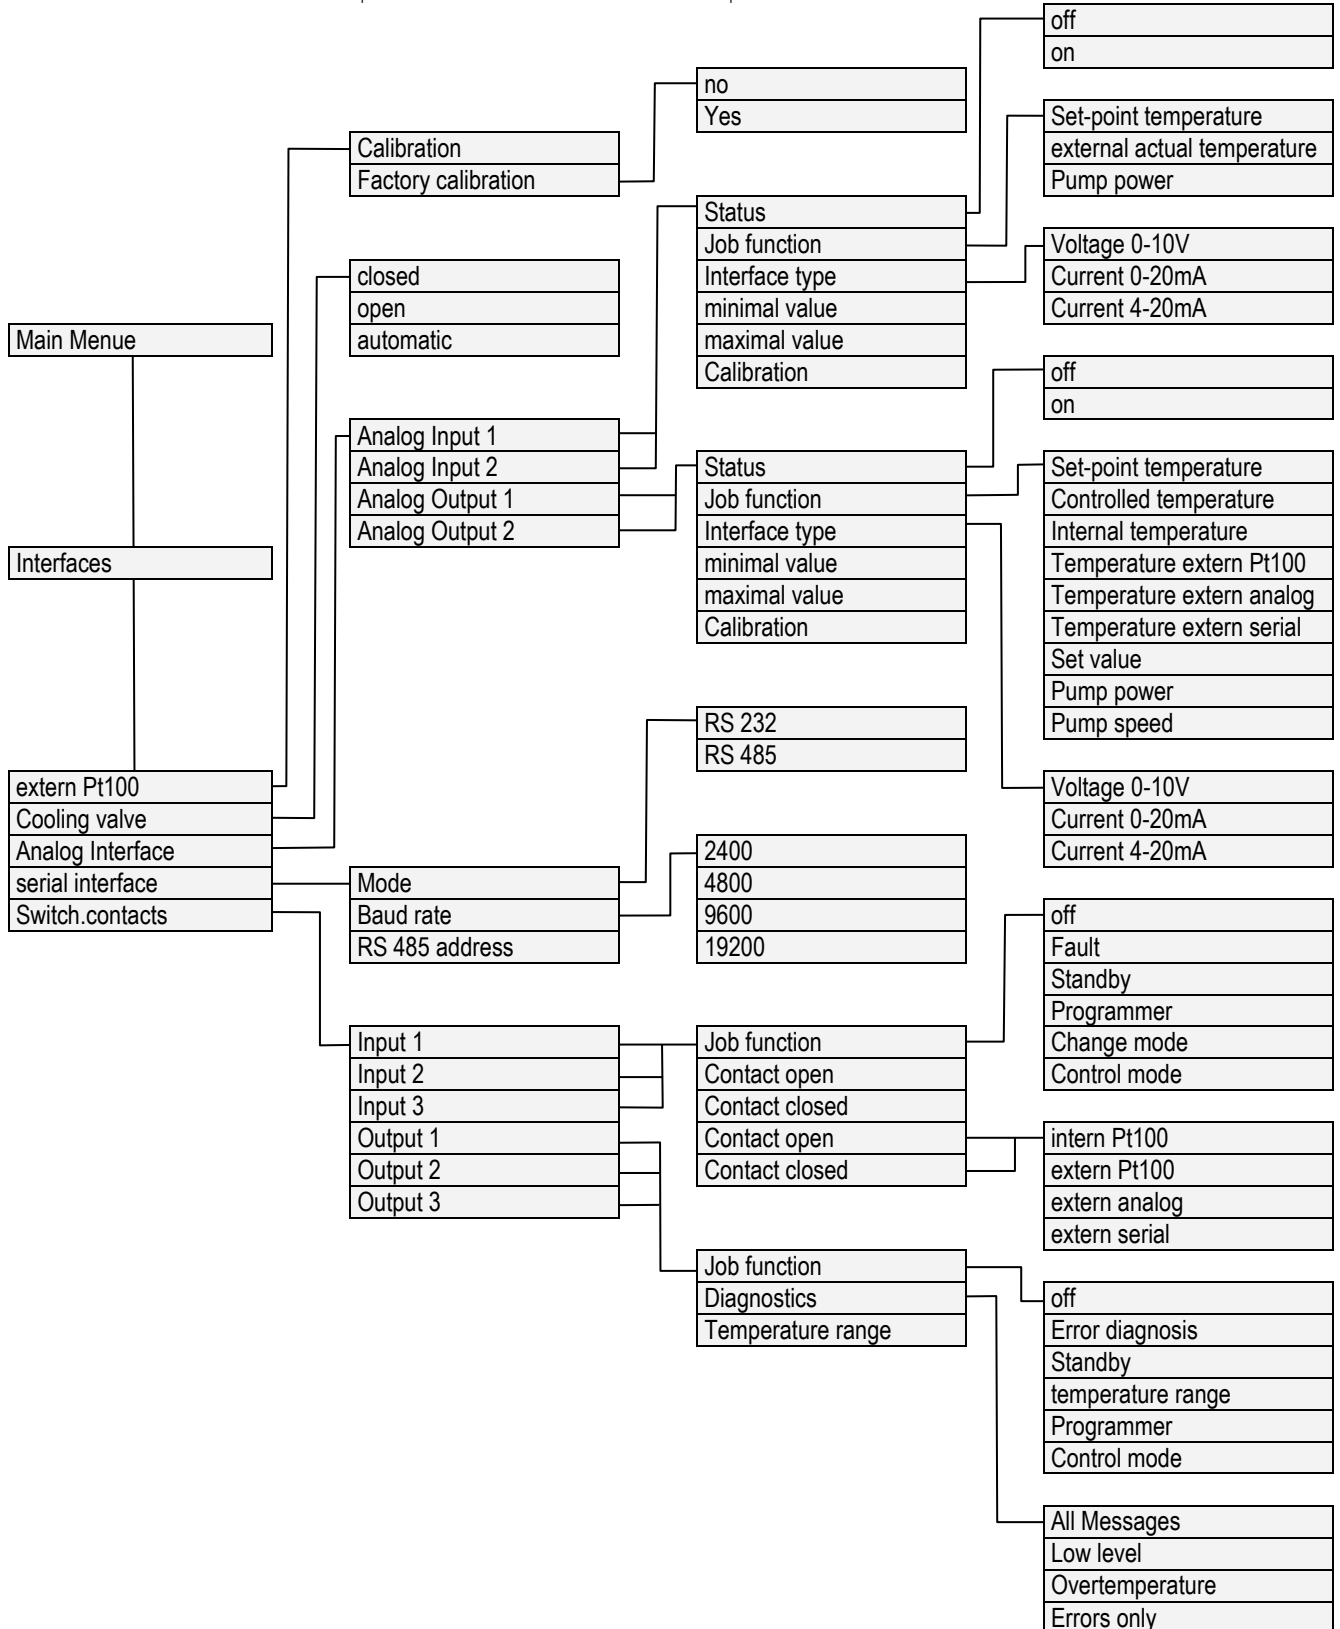 Main Menue
Interfaces
extern Pt100
Cooling valve
Analog Interface
serial interface
Switch.contacts
Calibration
Factory calibration
closed
open
automatic
Analog Input 1
Analog Input 2
Analog Output 1
Analog Output 2
Mode
Baud rate
RS 485 address
Input 1
Input 2
Input 3
Output 1
Output 2
Output 3
no
Yes
Status
Job function
Interface type
minimal value
maximal value
Calibration
Status
Job function
Interface type
minimal value
maximal value
Calibration
RS 232
RS 485
2400
4800
9600
19200
Job function
Contact open
Contact closed
Contact open
Contact closed
Job function
Diagnostics
Temperature range
off
on
Set-point temperature
external actual temperature
Pump power
Voltage 0-10V
Current 0-20mA
Current 4-20mA
off
on
Set-point temperature
Controlled temperature
Internal temperature
Temperature extern Pt100
Temperature extern analog
Temperature extern serial
Set value
Pump power
Pump speed
Voltage 0-10V
Current 0-20mA
Current 4-20mA
off
Fault
Standby
Programmer
Change mode
Control mode
intern Pt100
extern Pt100
extern analog
extern serial
off
Error diagnosis
Standby
temperature range
Programmer
Control mode
All Messages
Low level
Overtemperature
Errors only